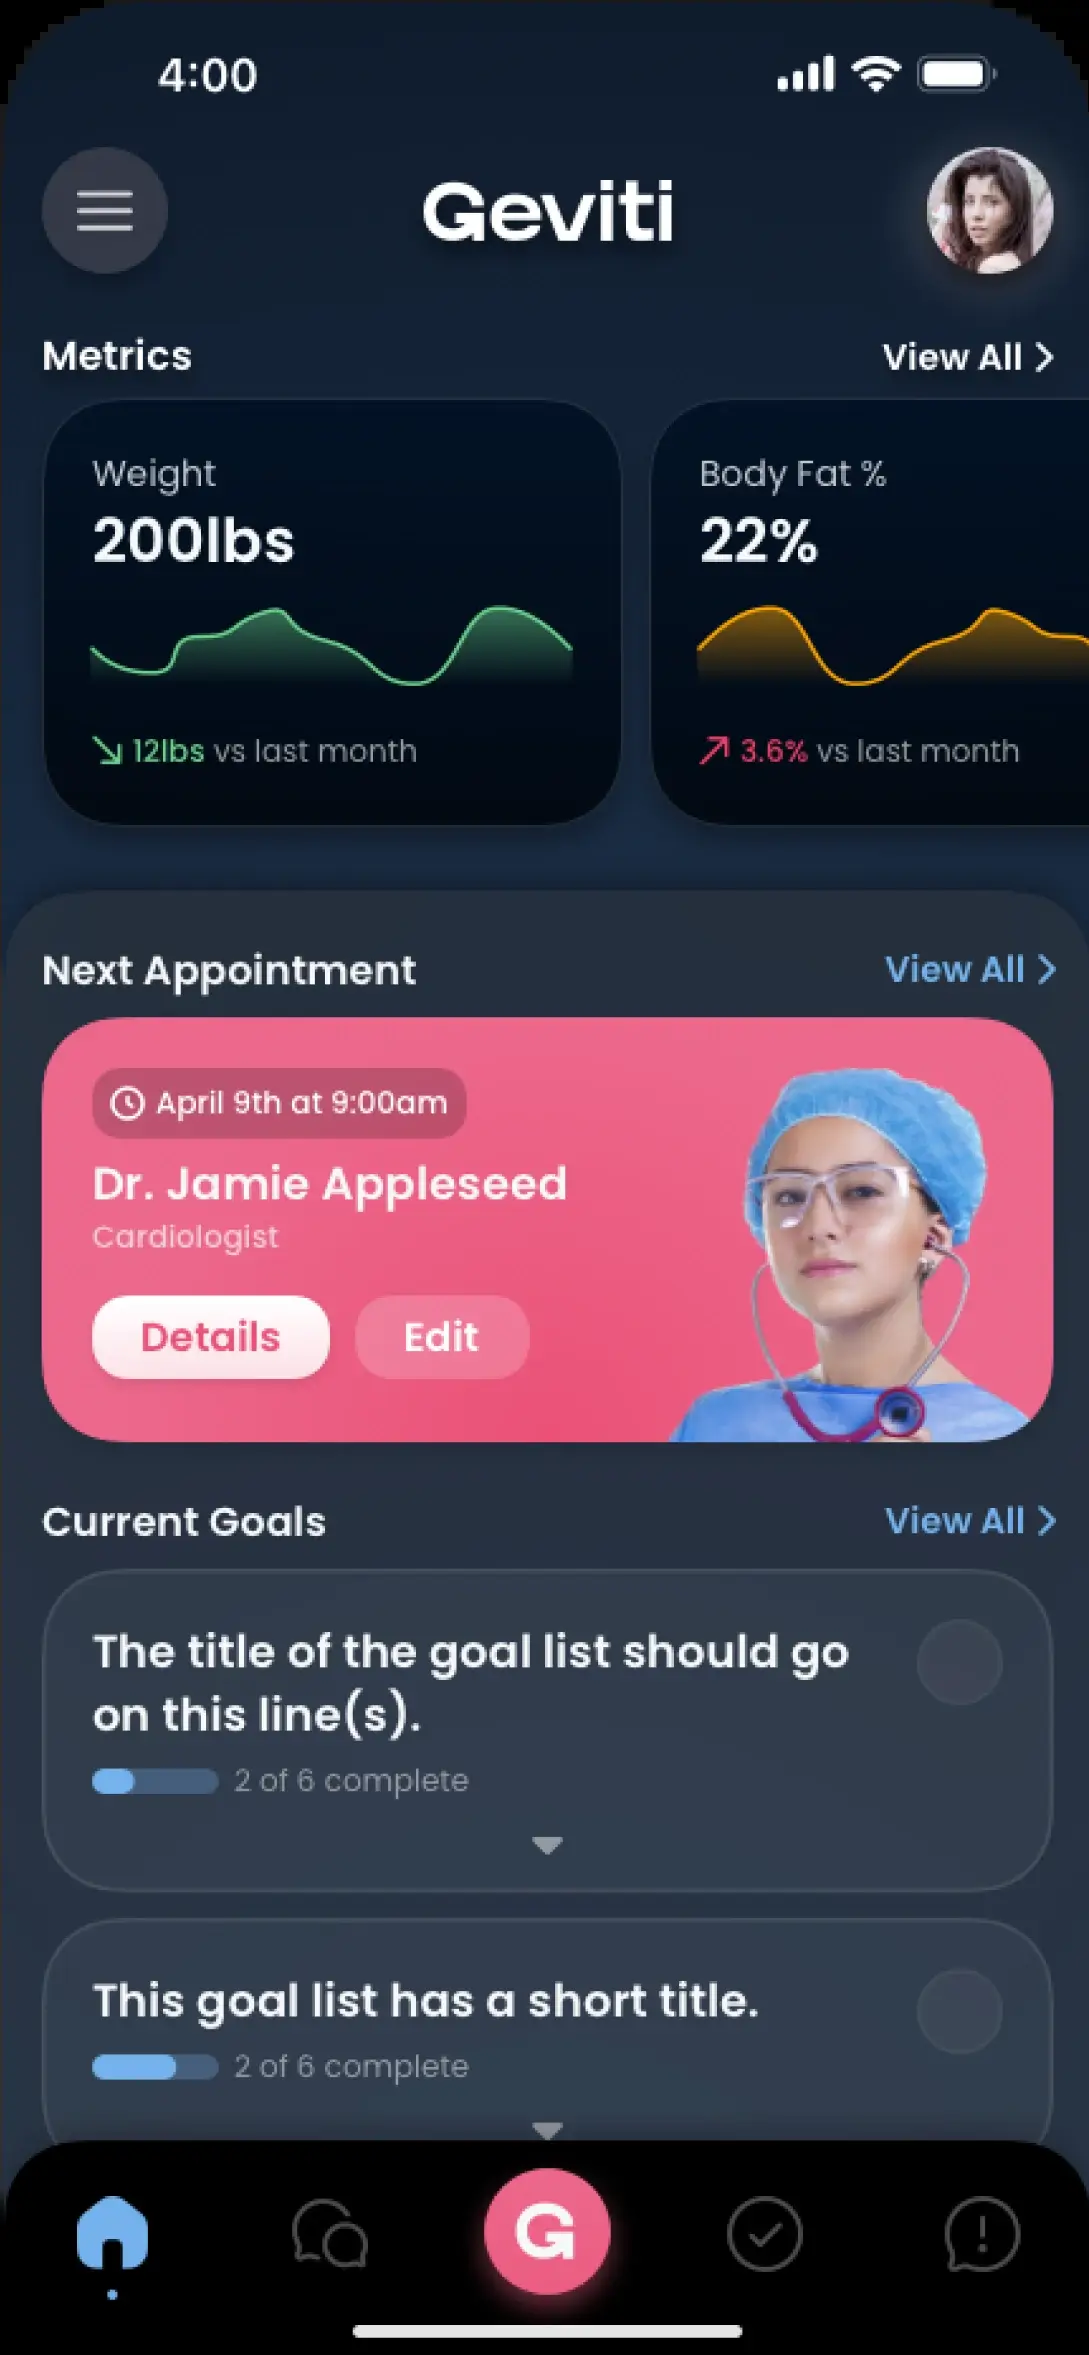 4:00
Geviti
Metrics
View All
Weight
200lbs
12lbs vs last month
Body Fat %
22%
3.6% vs last month
Next Appointment
View All
April 9th at 9:00am
Dr. Jamie Appleseed
Cardiologist
Details
Edit
Current Goals
View All
The title of the goal list should go
on this line(s).
2 of 6 complete
This goal list has a short title.
2 of 6 complete
G